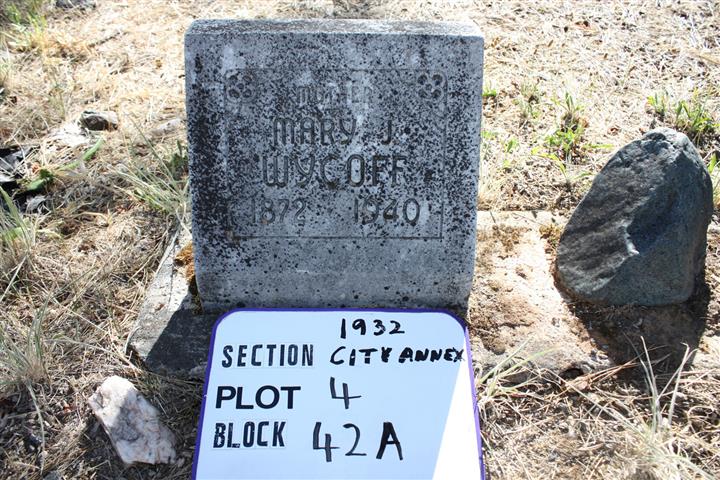 MOTHER
MARY J.
WYCOFF
1872 1940
1932
SECTION CITY ANNEX
PLOT 4
BLOCK 42A